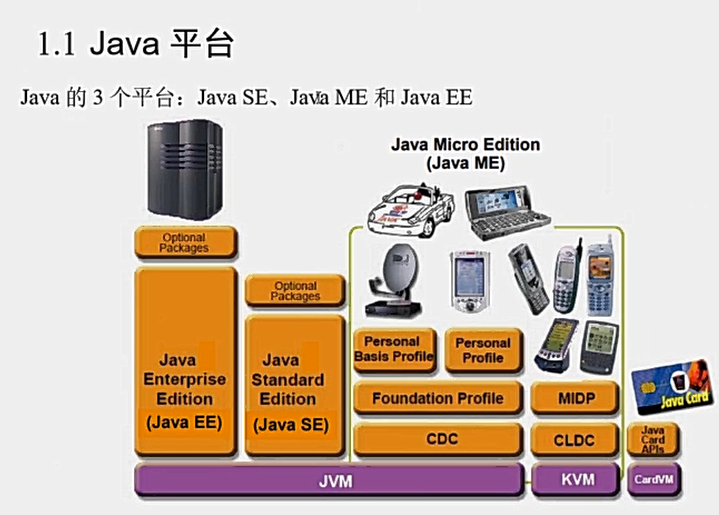 1.1 Java 平台
Java 的 3 个平台：Java SE、Java ME 和 Java EE
Java Micro Edition
(Java ME)
Optional
Packages
Optional
Packages
Java
Enterprise
Edition
(Java EE)
Java
Standard
Edition
(Java SE)
Personal
Basis Profile
Personal
Profile
Foundation Profile
MIDP
CDC
CLDC
Java Card
Java
Card
APIs
JVM
KVM
CardVM